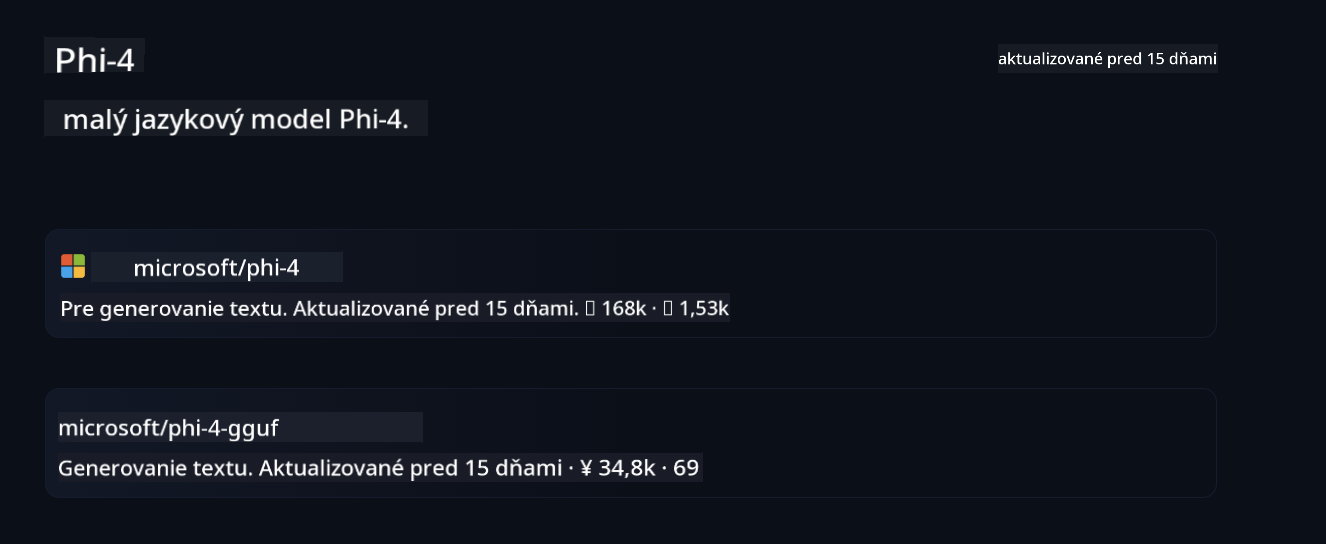 Phi-4
aktualizované pred 15 dňami
malý jazykový model Phi-4.
microsoft/phi-4
Pre generovanie textu. Aktualizované pred 15 dňami. 168k · 1,53k
microsoft/phi-4-gguf
Generovanie textu. Aktualizované pred 15 dňami · ¥ 34,8k · 69